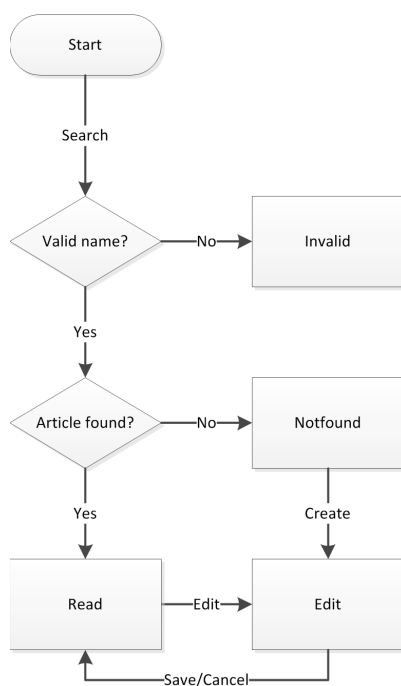 Start
Search
Valid name?
No
Invalid
Yes
Article found?
No
Notfound
Yes
Create
Read
Edit
Edit
Save/Cancel